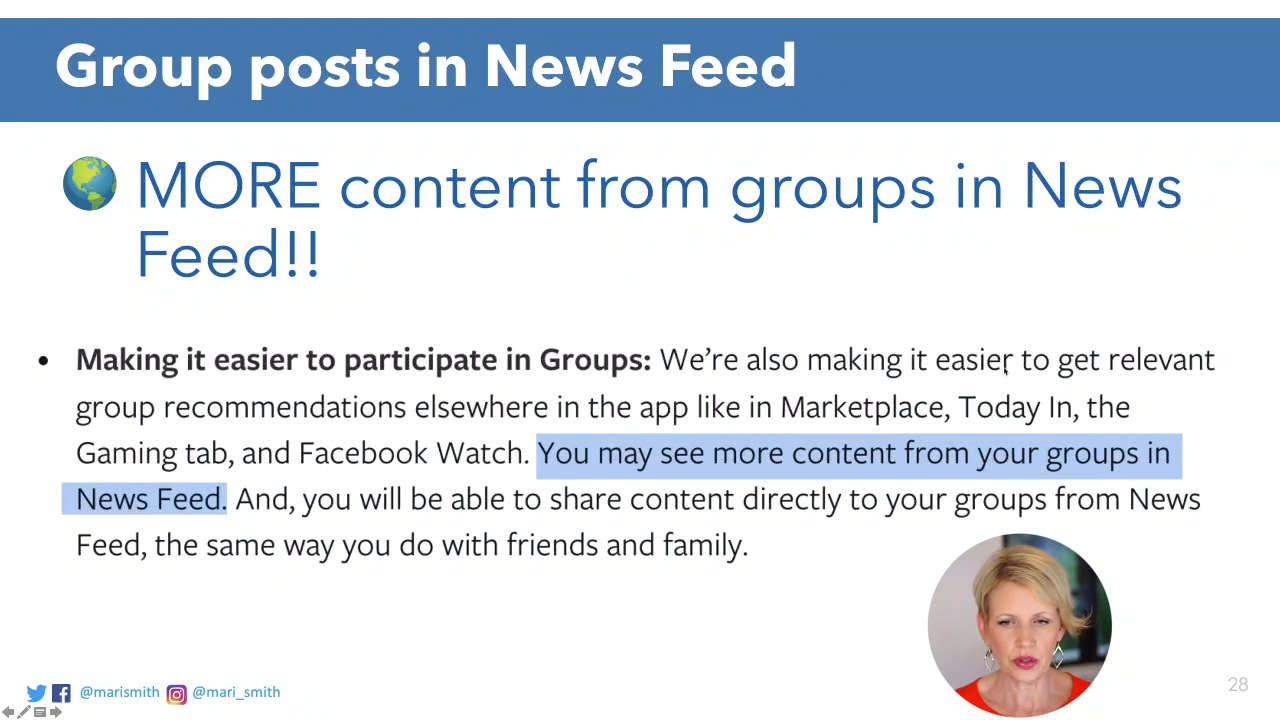 Group posts in News Feed
MORE content from groups in News
Feed!!
• Making it easier to participate in Groups: We’re also making it easier to get relevant
group recommendations elsewhere in the app like in Marketplace, Today In, the
Gaming tab, and Facebook Watch. You may see more content from your groups in
News Feed. And, you will be able to share content directly to your groups from News
Feed, the same way you do with friends and family.
@marismith @mari_smith
28